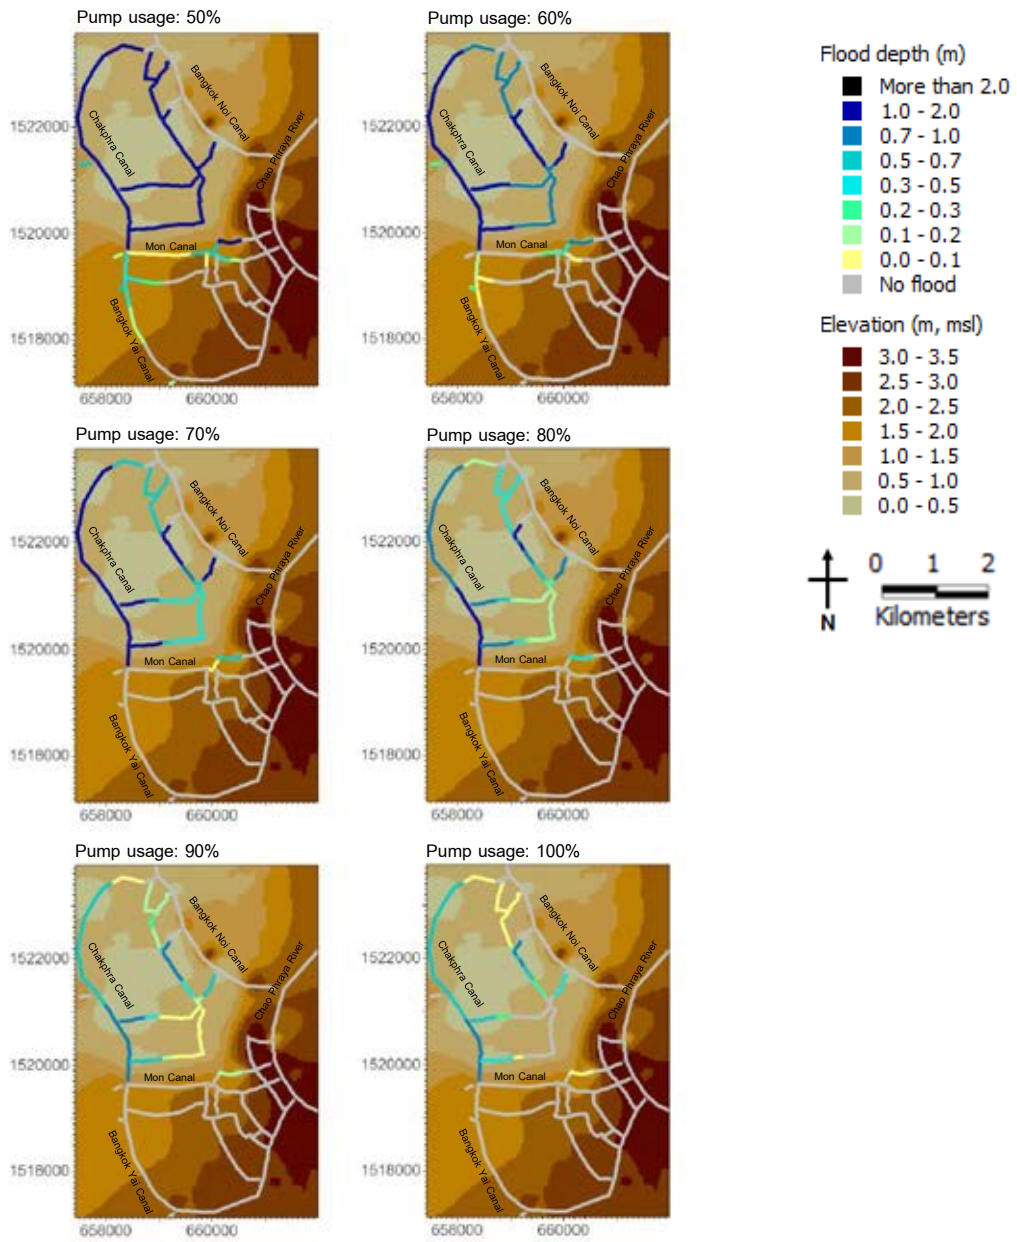 Pump usage: 50%
Pump usage: 60%
Bangkok Noi Canal
Chakphra Canal
Chao Phraya River
Mon Canal
Bangkok Yai Canal
1522000
1520000
1518000
658000
660000
Bangkok Noi Canal
Chakphra Canal
Chao Phraya River
Mon Canal
Bangkok Yai Canal
1522000
1520000
1518000
658000
660000
Flood depth (m)
More than 2.0
1.0 - 2.0
0.7 - 1.0
0.5 - 0.7
0.3 - 0.5
0.2 - 0.3
0.1 - 0.2
0.0 - 0.1
No flood
Elevation (m, msl)
3.0 - 3.5
2.5 - 3.0
2.0 - 2.5
1.5 - 2.0
1.0 - 1.5
0.5 - 1.0
0.0 - 0.5
N
0 1 2
Kilometers
Pump usage: 70%
Pump usage: 80%
Bangkok Noi Canal
Chakphra Canal
Chao Phraya River
Mon Canal
Bangkok Yai Canal
1522000
1520000
1518000
658000
660000
Bangkok Noi Canal
Chakphra Canal
Chao Phraya River
Mon Canal
Bangkok Yai Canal
1522000
1520000
1518000
658000
660000
Pump usage: 90%
Pump usage: 100%
Bangkok Noi Canal
Chakphra Canal
Chao Phraya River
Mon Canal
Bangkok Yai Canal
1522000
1520000
1518000
658000
660000
Bangkok Noi Canal
Chakphra Canal
Chao Phraya River
Mon Canal
Bangkok Yai Canal
1522000
1520000
1518000
658000
660000